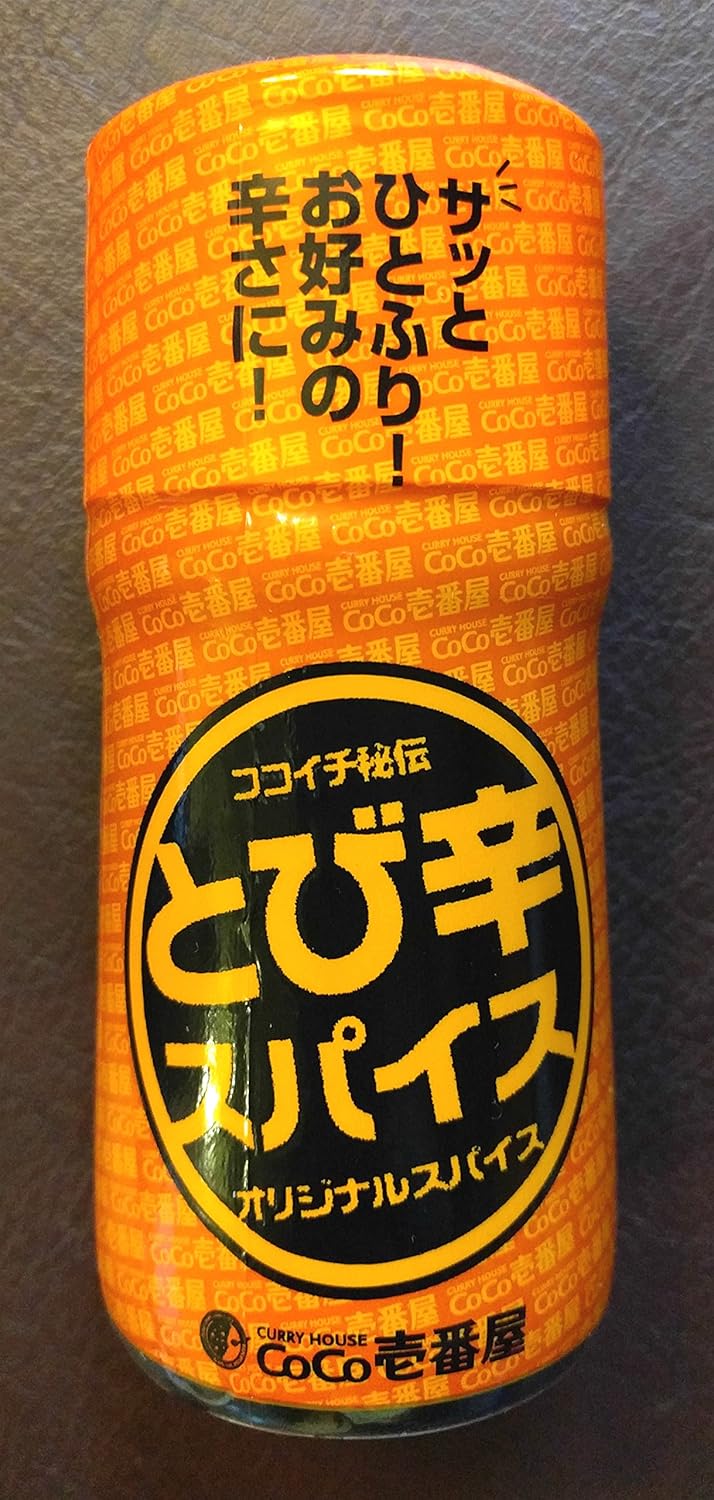 サッと
ひとふり！
お好みの
辛さに！
ココイチ秘伝
とび辛
スパイス
オリジナルスパイス
CURRY HOUSE
CoCo壱番屋